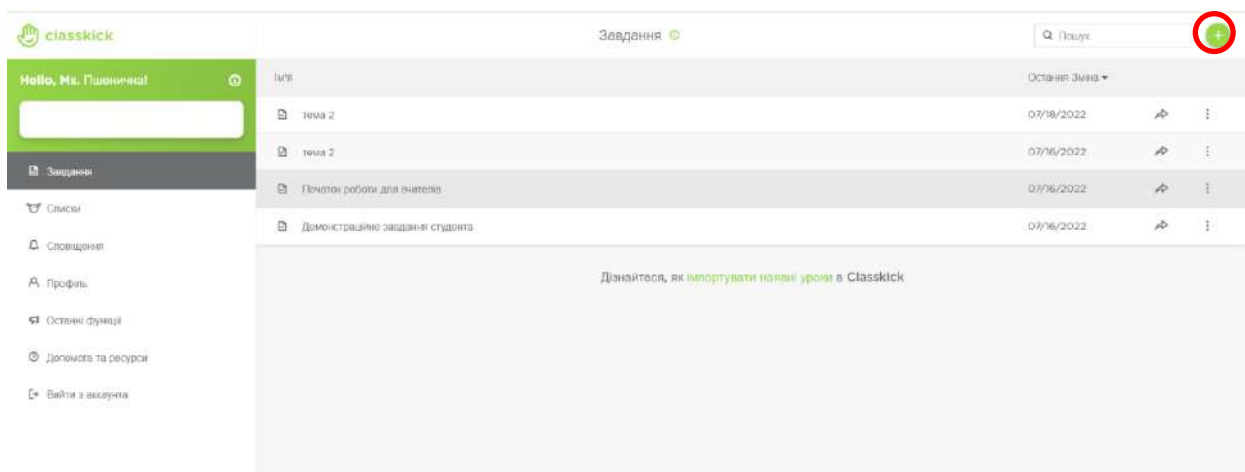 classkick
Завдання
Пошук
Hello, Ms. Пшенична!
Ім'я
Остання Зміна
тема 2
07/18/2022
тема 2
07/16/2022
Завдання
Початок роботи для вчителів
07/16/2022
Списки
Демонстраційне завдання студента
07/16/2022
Сповіщення
Дізнайтеся, як імпортувати наявні уроки в Classkick
Профіль
Останні функції
Допомога та ресурси
Вийти з аккаунта